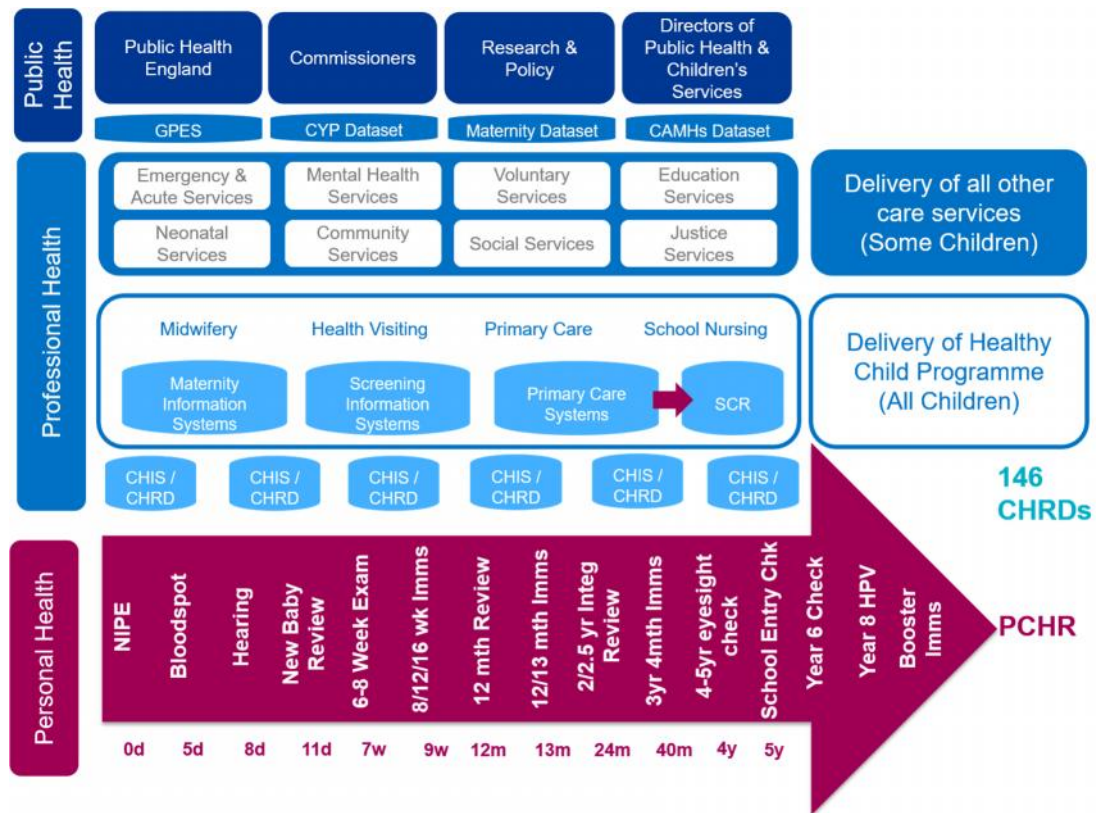 Public
Health
Public Health
England
Commissioners
Research &
Policy
Directors of
Public Health &
Children's
Services
GPES
CYP Dataset
Maternity Dataset
CAMHs Dataset
Professional Health
Emergency &
Acute Services
Mental Health
Services
Voluntary
Services
Education
Services
Neonatal
Services
Community
Services
Social Services
Justice
Services
Delivery of all other
care services
(Some Children)
Midwifery
Health Visiting
Primary Care
School Nursing
Maternity
Information
Systems
Screening
Information
Systems
Primary Care
Systems
SCR
Delivery of Healthy
Child Programme
(All Children)
CHIS /
CHRD
CHIS /
CHRD
CHIS /
CHRD
CHIS /
CHRD
CHIS /
CHRD
CHIS /
CHRD
146
CHRDs
Personal Health
NIPE
Bloodspot
Hearing
New Baby
Review
6-8 Week Exam
8/12/16 wk Imms
12 mth Review
12/13 mth Imms
2/2.5 yr Integ
Review
3yr 4mth Imms
4-5yr eyesight
check
School Entry Chk
Year 6 Check
Year 8 HPV
Booster
Imms
PCHR
0d
5d
8d
11d
7w
9w
12m
13m
24m
40m
4y
5y